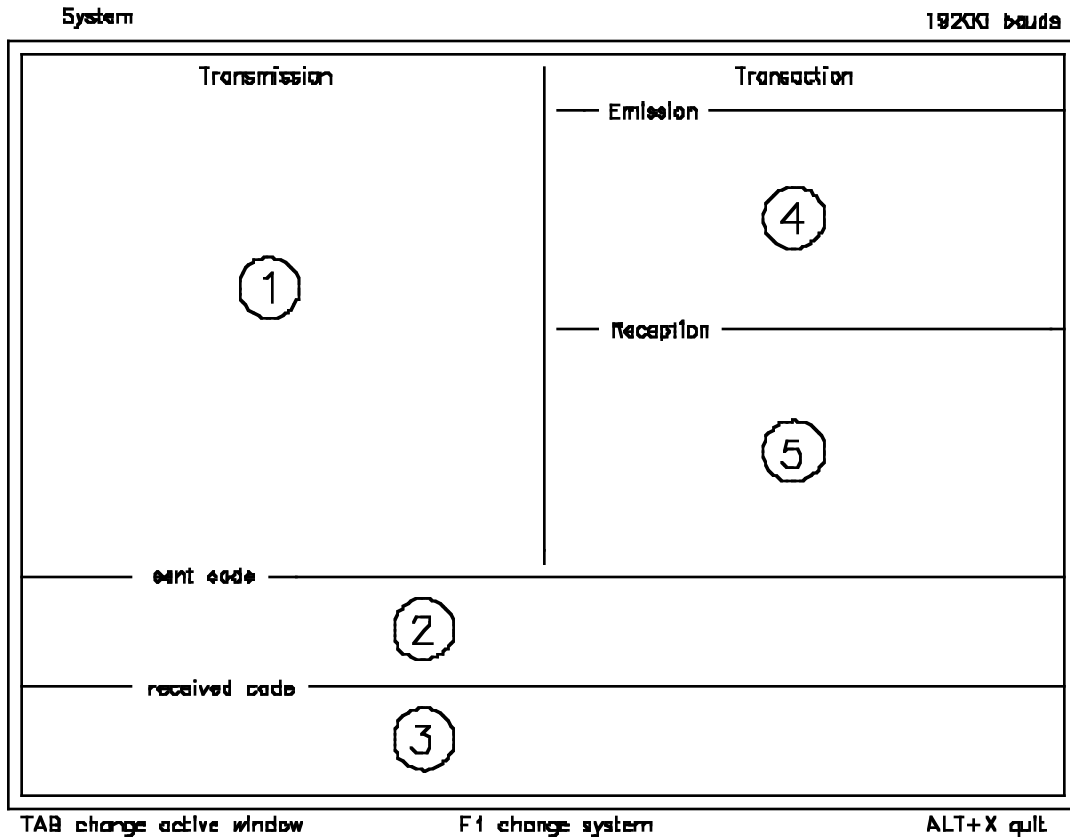 System 19200 bauds
Transmission Transaction
Emission
4
1
Reception
5
sent code
2
received code
3
TAB change active window F1 change system ALT+X quit